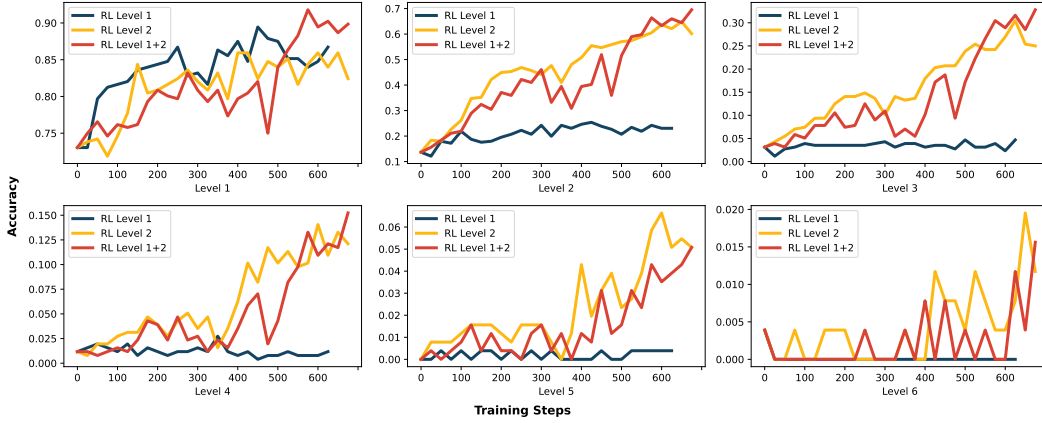 Accuracy
0.90
0.85
0.80
0.75
RL Level 1
RL Level 2
RL Level 1+2
0 100 200 300 400 500 600
Level 1
0.7
0.6
0.5
0.4
0.3
0.2
0.1
RL Level 1
RL Level 2
RL Level 1+2
0 100 200 300 400 500 600
Level 2
0.30
0.25
0.20
0.15
0.10
0.05
0.00
RL Level 1
RL Level 2
RL Level 1+2
0 100 200 300 400 500 600
Level 3
0.150
0.125
0.100
0.075
0.050
0.025
0.000
RL Level 1
RL Level 2
RL Level 1+2
0 100 200 300 400 500 600
Level 4
0.06
0.05
0.04
0.03
0.02
0.01
0.00
RL Level 1
RL Level 2
RL Level 1+2
0 100 200 300 400 500 600
Level 5
0.020
0.015
0.010
0.005
0.000
RL Level 1
RL Level 2
RL Level 1+2
0 100 200 300 400 500 600
Level 6
Training Steps